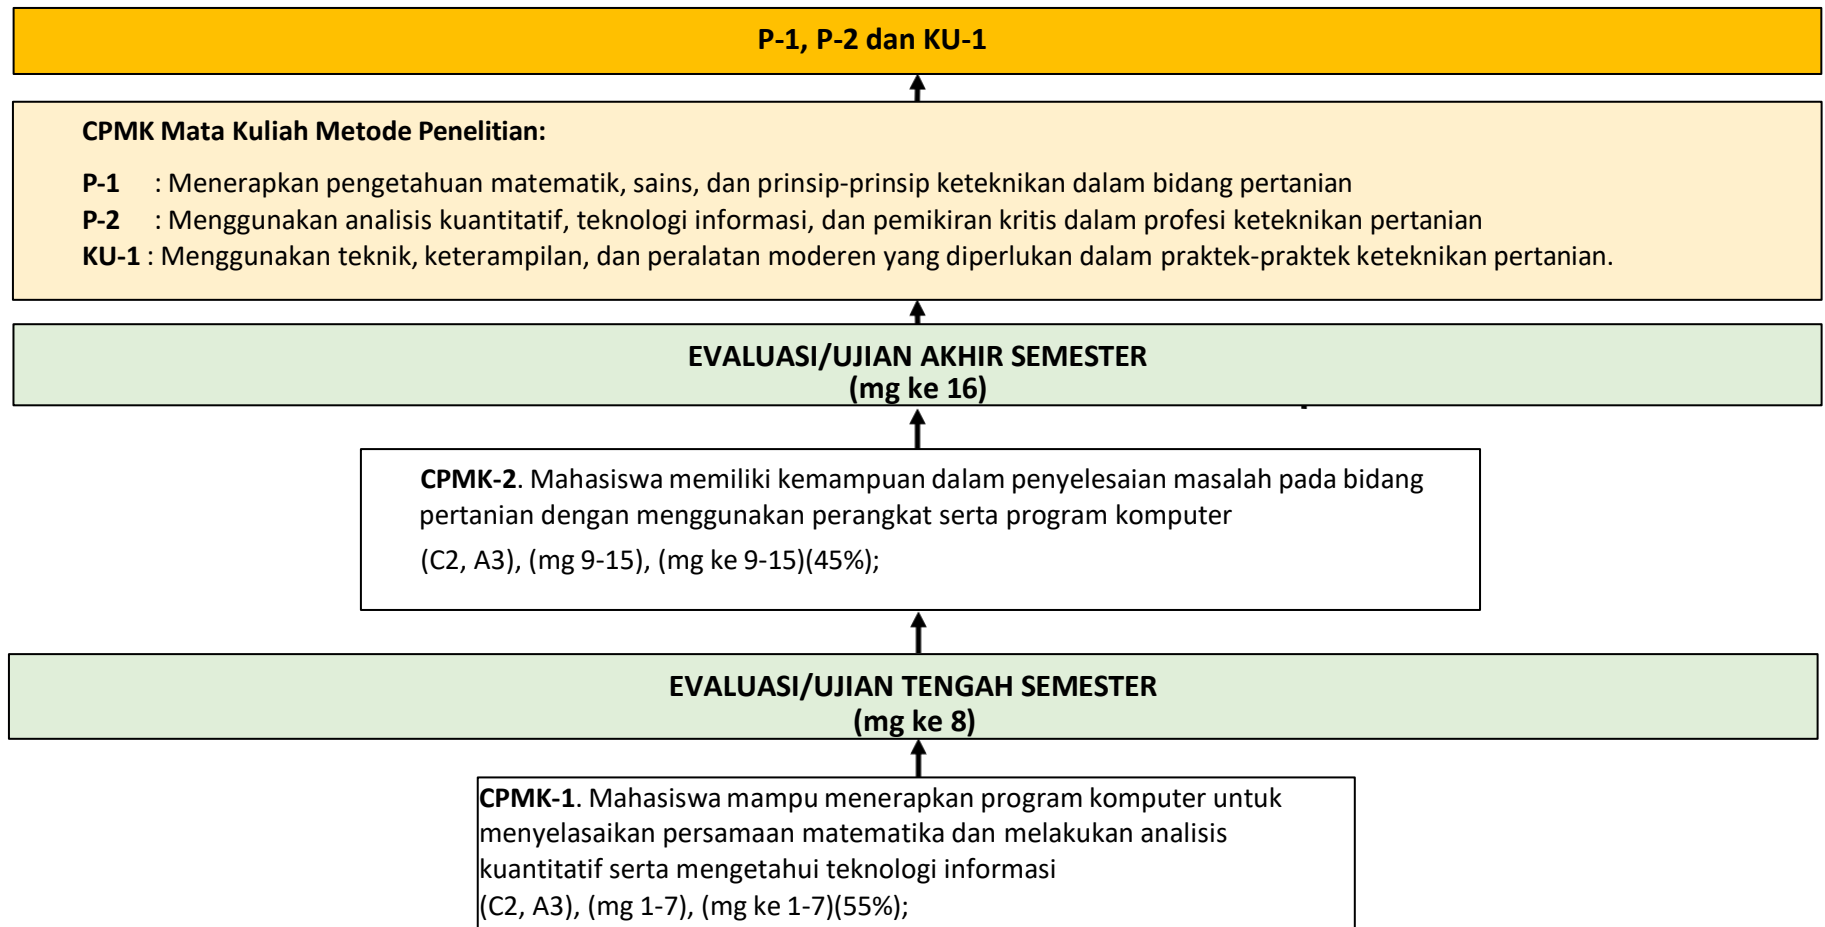 P-1, P-2 dan KU-1
CPMK Mata Kuliah Metode Penelitian:
P-1 : Menerapkan pengetahuan matematik, sains, dan prinsip-prinsip keteknikan dalam bidang pertanian
P-2 : Menggunakan analisis kuantitatif, teknologi informasi, dan pemikiran kritis dalam profesi keteknikan pertanian
KU-1 : Menggunakan teknik, keterampilan, dan peralatan moderen yang diperlukan dalam praktek-praktek keteknikan pertanian.
EVALUASI/UJIAN AKHIR SEMESTER
(mg ke 16)
CPMK-2. Mahasiswa memiliki kemampuan dalam penyelesaian masalah pada bidang
pertanian dengan menggunakan perangkat serta program komputer
(C2, A3), (mg 9-15), (mg ke 9-15)(45%);
EVALUASI/UJIAN TENGAH SEMESTER
(mg ke 8)
CPMK-1. Mahasiswa mampu menerapkan program komputer untuk
menyelasaikan persamaan matematika dan melakukan analisis
kuantitatif serta mengetahui teknologi informasi
(C2, A3), (mg 1-7), (mg ke 1-7)(55%);